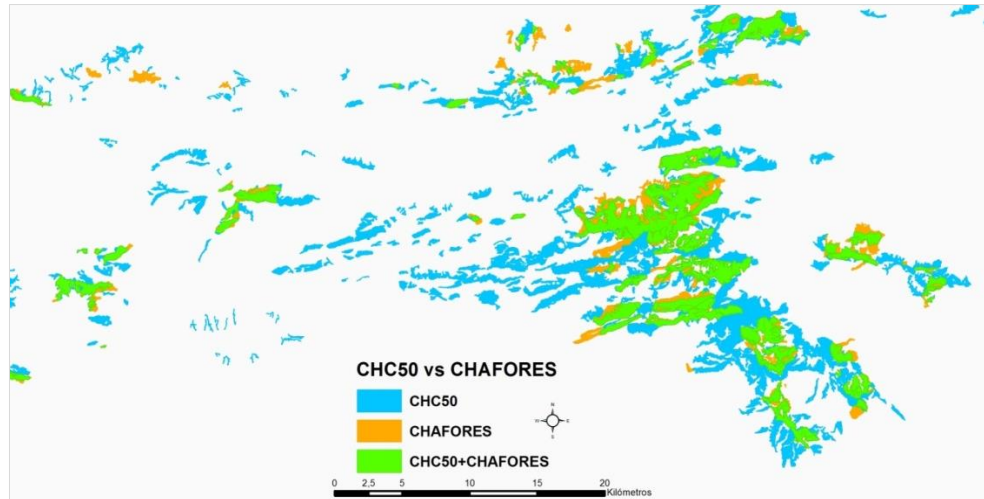 CHC50 vs CHAFORES
CHC50
CHAFORES
CHC50+CHAFORES
N
E
S
0 2,5 5 10 15 20
Kilómetros